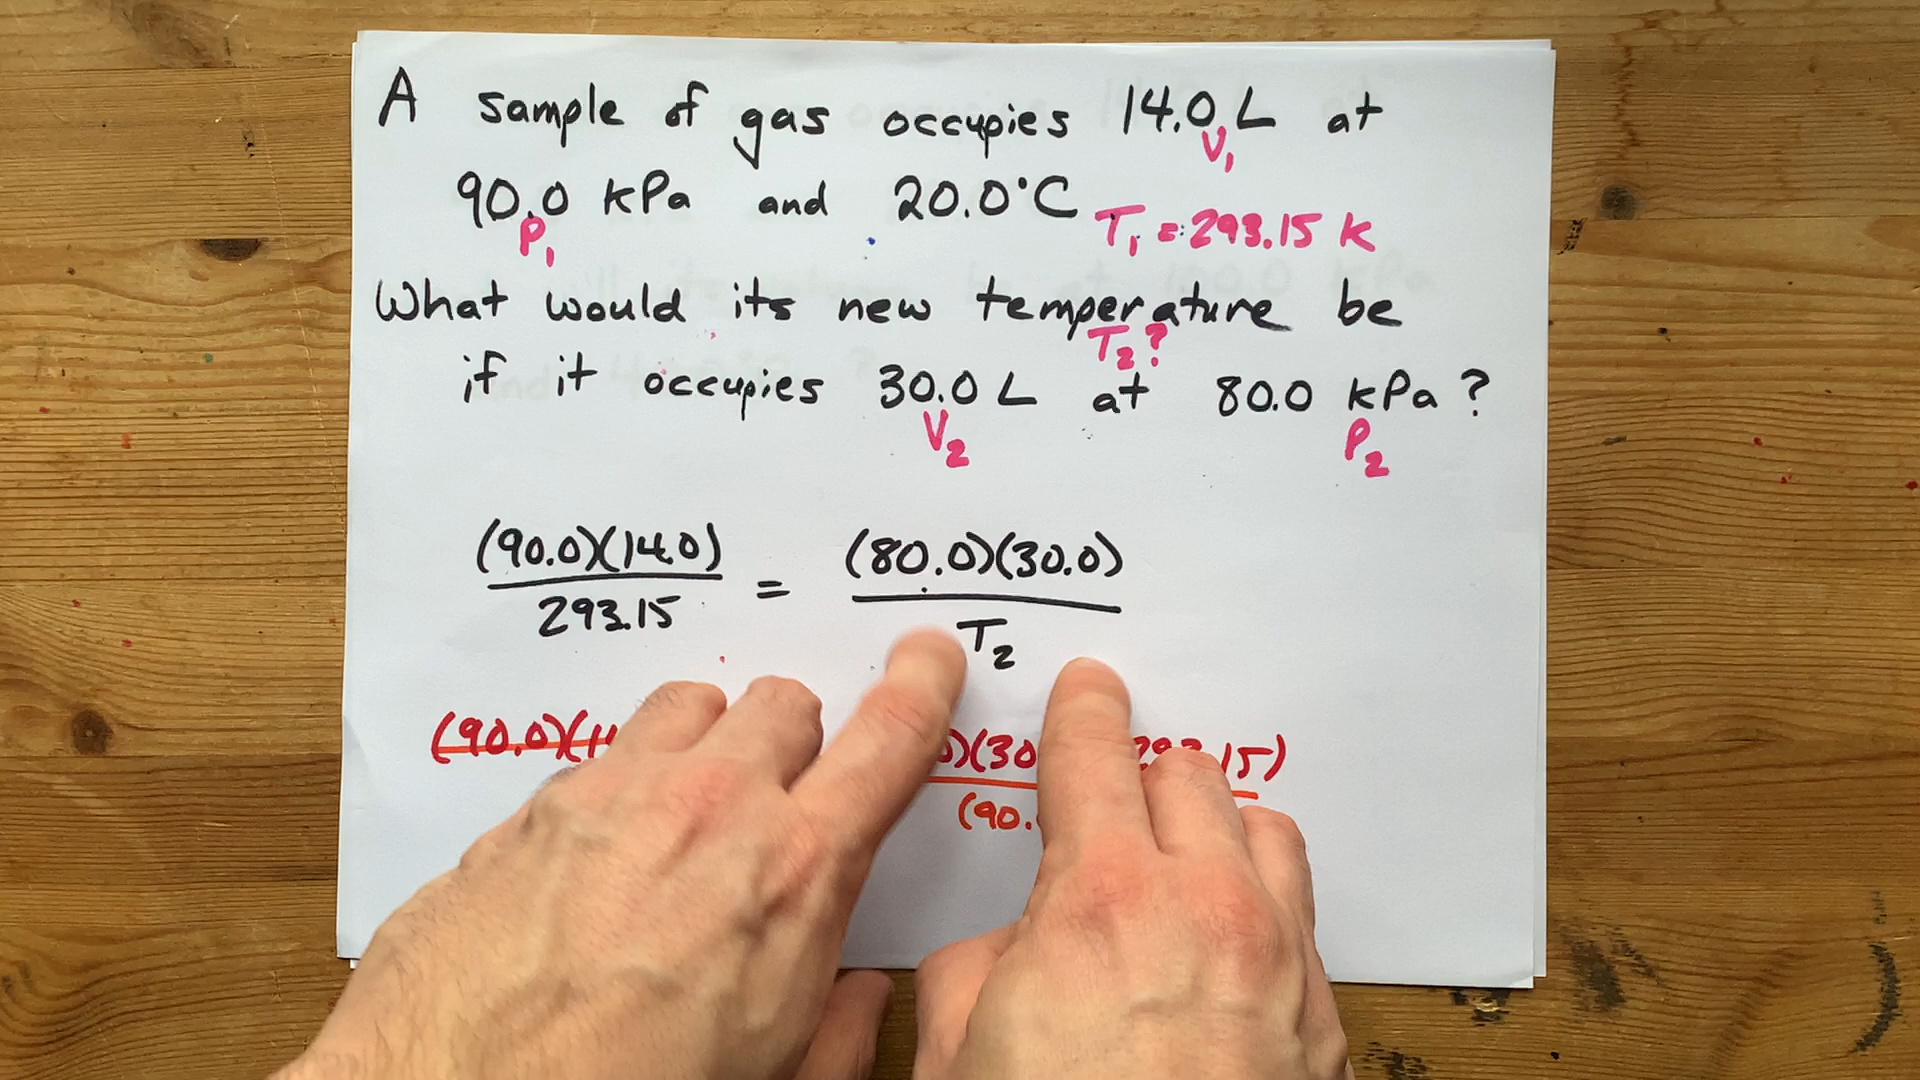 A sample of gas occupies 14.0 L at
V₁
90.0 kPa and 20.0°C T₁ = 293.15 K
P₁
What would its new temperature be
T₂?
if it occupies 30.0 L at 80.0 kPa?
V₂ P₂
(90.0)(14.0) = (80.0)(30.0)
293.15 T₂
(90.0)( )(30 15)
(90.